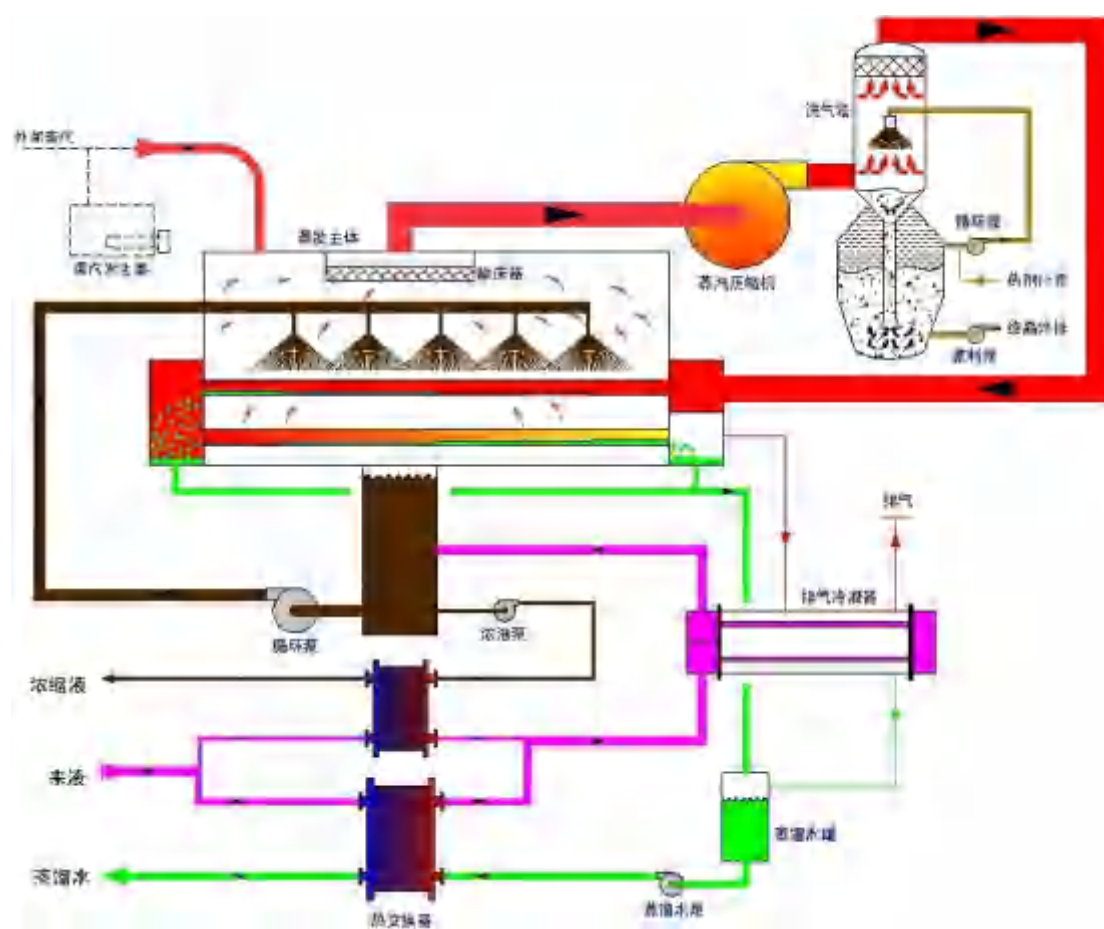 洗气塔
外部蒸汽
蒸发主体
除沫器
蒸汽压缩机
循环泵
蒸汽发生器
排气
排气冷凝器
循环泵
浓液泵
浓缩液
来液
蒸馏水罐
蒸馏水
蒸馏水泵
热交换器